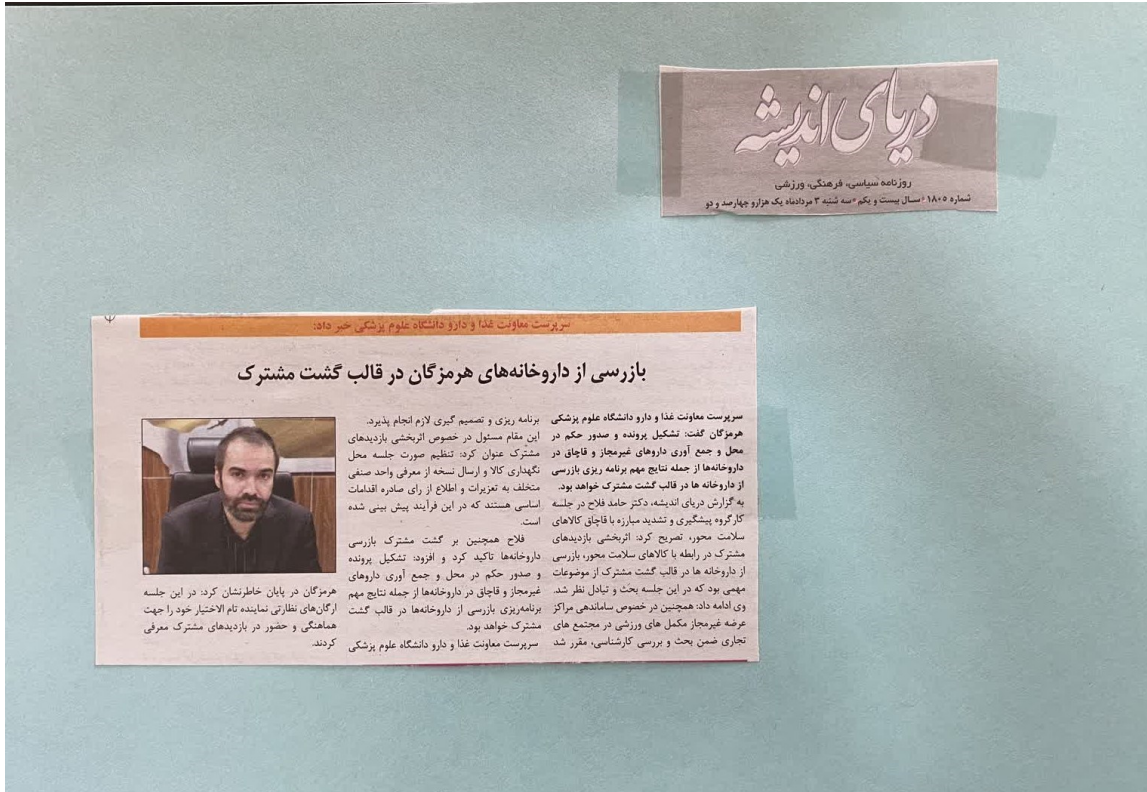 دریای اندیشه
روزنامه سیاسی، فرهنگی، ورزشی
شماره ۱۸۰۵ *سـال بیست و یکم *سه شنبه ۳ مردادماه یک هزارو چهارصد و دو
سرپرست معاونت غذا و دارو دانشگاه علوم پزشکی خبر داد:
بازرسی از داروخانه‌های هرمزگان در قالب گشت مشترک
سرپرست معاونت غذا و دارو دانشگاه علوم پزشکی
هرمزگان گفت: تشکیل پرونده و صدور حکم در
محل و جمع آوری داروهای غیرمجاز و قاچاق در
داروخانه‌ها از جمله نتایج مهم برنامه ریزی بازرسی
از داروخانه ها در قالب گشت مشترک خواهد بود.
به گزارش دریای اندیشه، دکتر حامد فلاح در جلسه
کارگروه پیشگیری و تشدید مبارزه با قاچاق کالاهای
سلامت محور، تصریح کرد: اثربخشی بازدیدهای
مشترک در رابطه با کالاهای سلامت محور، بازرسی
از داروخانه ها در قالب گشت مشترک از موضوعات
مهمی بود که در این جلسه بحث و تبادل نظر شد.
وی ادامه داد: همچنین در خصوص ساماندهی مراکز
عرضه غیرمجاز مکمل های ورزشی در مجتمع های
تجاری ضمن بحث و بررسی کارشناسی، مقرر شد
برنامه ریزی و تصمیم گیری لازم انجام پذیرد.
این مقام مسئول در خصوص اثربخشی بازدیدهای
مشترک عنوان کرد: تنظیم صورت جلسه محل
نگهداری کالا و ارسال نسخه از معرفی واحد صنفی
متخلف به تعزیرات و اطلاع از رای صادره اقدامات
اساسی هستند که در این فرآیند پیش بینی شده
است.
فلاح همچنین بر گشت مشترک بازرسی
داروخانه‌ها تاکید کرد و افزود: تشکیل پرونده
و صدور حکم در محل و جمع آوری داروهای
غیرمجاز و قاچاق در داروخانه‌ها از جمله نتایج مهم
برنامه‌ریزی بازرسی از داروخانه‌ها در قالب گشت
مشترک خواهد بود.
سرپرست معاونت غذا و دارو دانشگاه علوم پزشکی
هرمزگان در پایان خاطرنشان کرد: در این جلسه
ارگان‌های نظارتی نماینده تام الاختیار خود را جهت
هماهنگی و حضور در بازدیدهای مشترک معرفی
کردند.